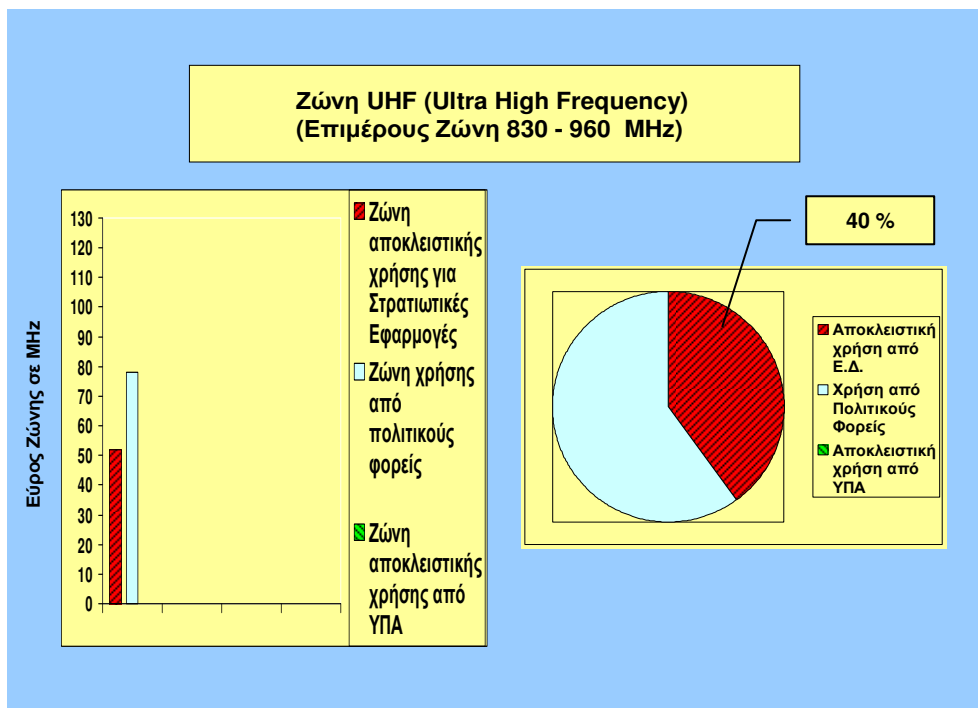 Ζώνη UHF (Ultra High Frequency)
(Επιμέρους Ζώνη 830 - 960 MHz)
Εύρος Ζώνης σε MHz
130
120
110
100
90
80
70
60
50
40
30
20
10
0
Ζώνη
αποκλειστικής
χρήσης για
Στρατιωτικές
Εφαρμογές
Ζώνη χρήσης
από
πολιτικούς
φορείς
Ζώνη
αποκλειστικής
χρήσης από
ΥΠΑ
40 %
Αποκλειστική
χρήση από
Ε.Δ.
Χρήση από
Πολιτικούς
Φορείς
Αποκλειστική
χρήση από
ΥΠΑ